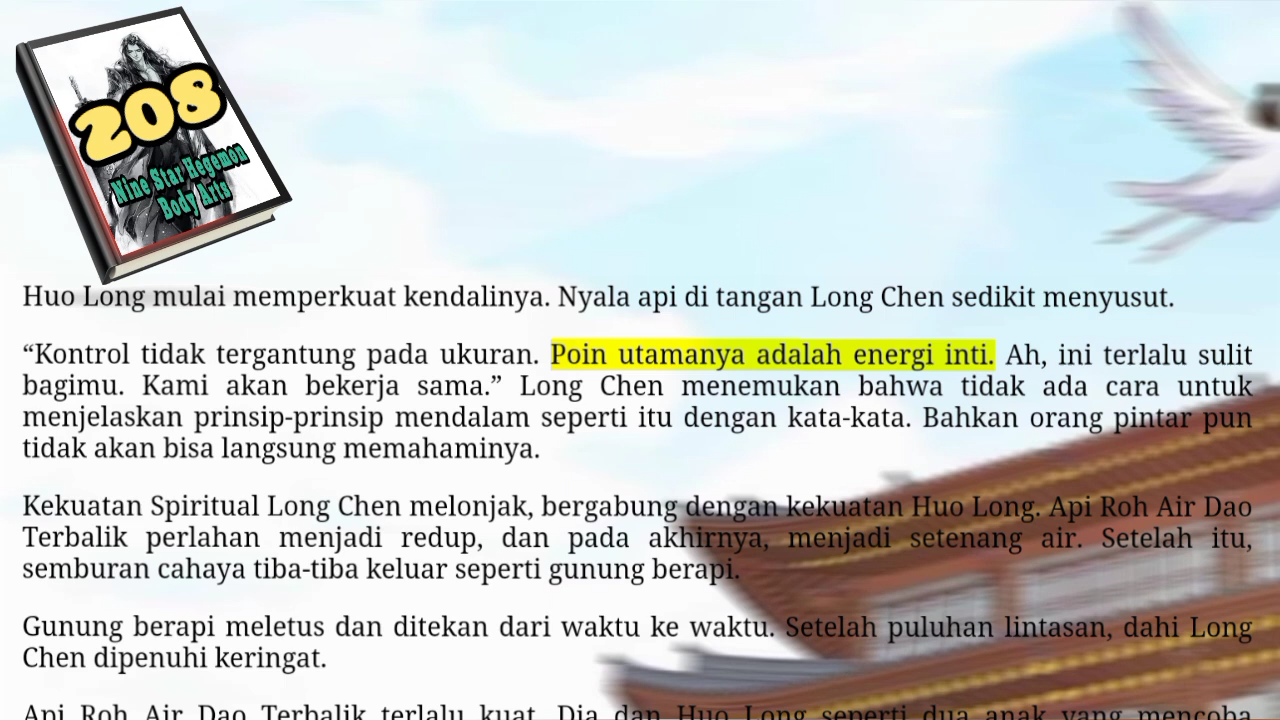 208
Nine Star Hegemon
Body Arts
Huo Long mulai memperkuat kendalinya. Nyala api di tangan Long Chen sedikit menyusut.
“Kontrol tidak tergantung pada ukuran. Poin utamanya adalah energi inti. Ah, ini terlalu sulit
bagimu. Kami akan bekerja sama.” Long Chen menemukan bahwa tidak ada cara untuk
menjelaskan prinsip-prinsip mendalam seperti itu dengan kata-kata. Bahkan orang pintar pun
tidak akan bisa langsung memahaminya.
Kekuatan Spiritual Long Chen melonjak, bergabung dengan kekuatan Huo Long. Api Roh Air Dao
Terbalik perlahan menjadi redup, dan pada akhirnya, menjadi setenang air. Setelah itu,
semburan cahaya tiba-tiba keluar seperti gunung berapi.
Gunung berapi meletus dan ditekan dari waktu ke waktu. Setelah puluhan lintasan, dahi Long
Chen dipenuhi keringat.
Api Roh Air Dao Terbalik terlalu kuat. Dia dan Huo Long seperti dua anak yang mencoba